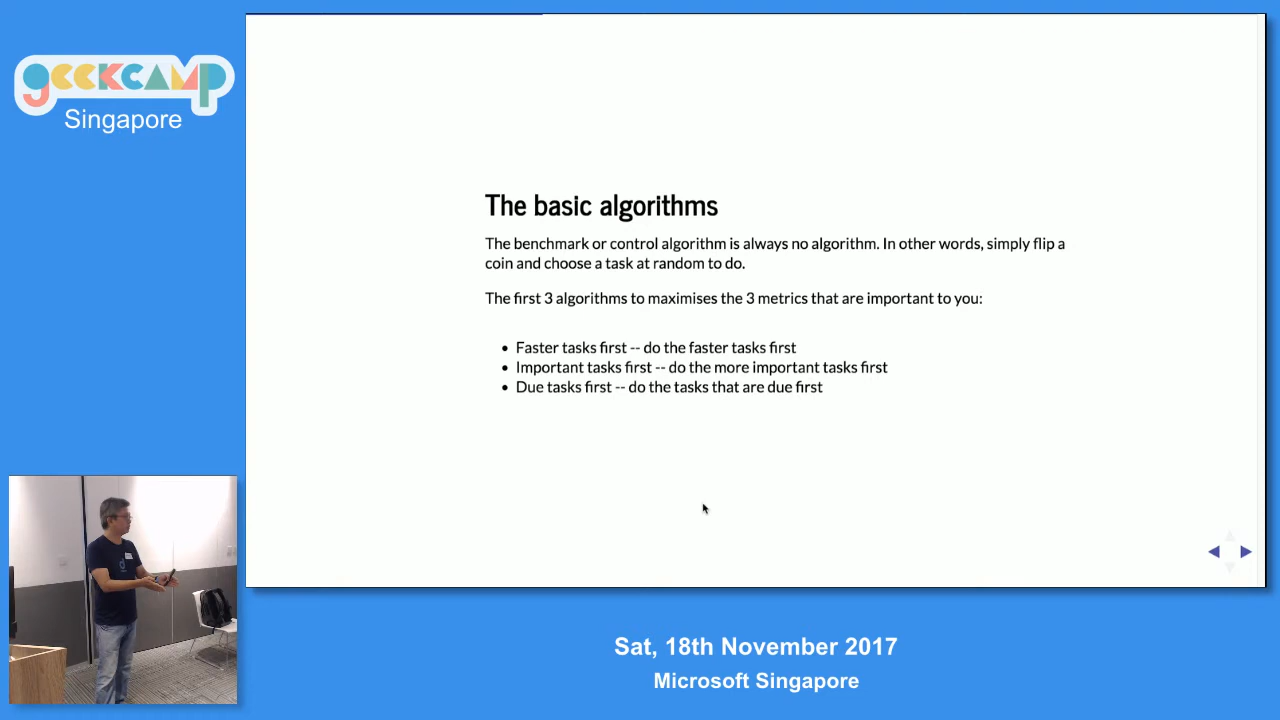 geekcamp
Singapore
The basic algorithms
The benchmark or control algorithm is always no algorithm. In other words, simply flip a
coin and choose a task at random to do.
The first 3 algorithms to maximises the 3 metrics that are important to you:
• Faster tasks first -- do the faster tasks first
• Important tasks first -- do the more important tasks first
• Due tasks first -- do the tasks that are due first
Sat, 18th November 2017
Microsoft Singapore